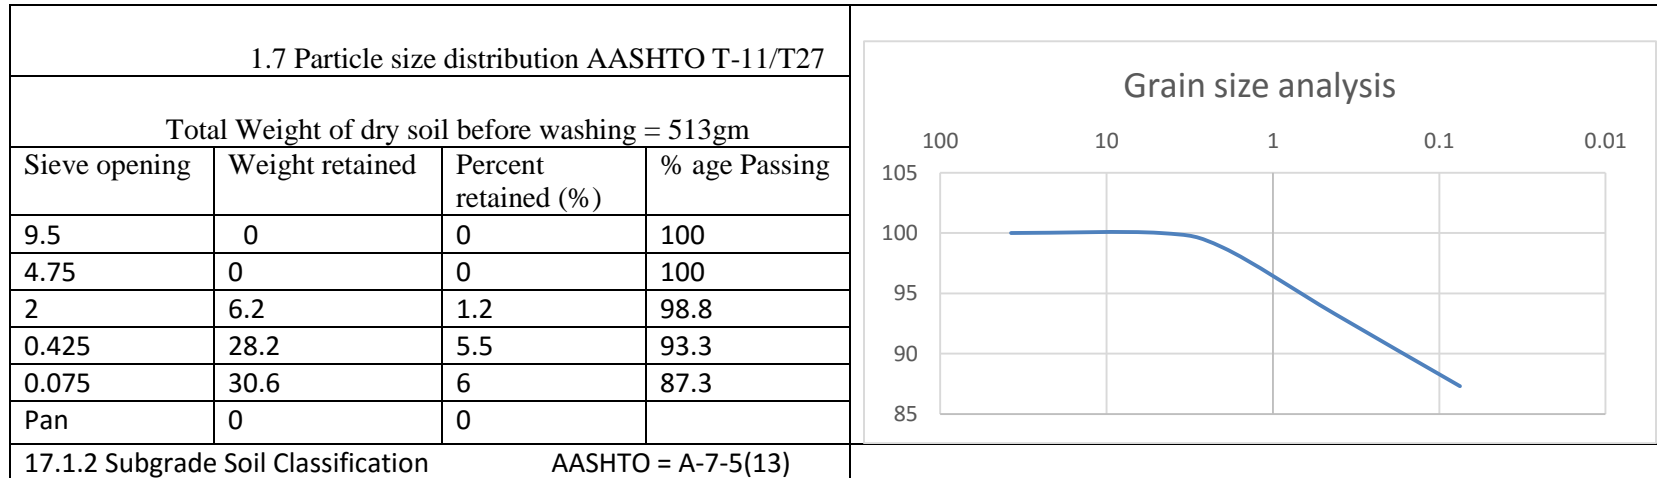 1.7 Particle size distribution AASHTO T-11/T27
Total Weight of dry soil before washing = 513gm
Sieve opening Weight retained Percent retained (%) % age Passing
9.5 0 0 100
4.75 0 0 100
2 6.2 1.2 98.8
0.425 28.2 5.5 93.3
0.075 30.6 6 87.3
Pan 0 0
17.1.2 Subgrade Soil Classification AASHTO = A-7-5(13)
Grain size analysis
100 10 1 0.1 0.01
105
100
95
90
85